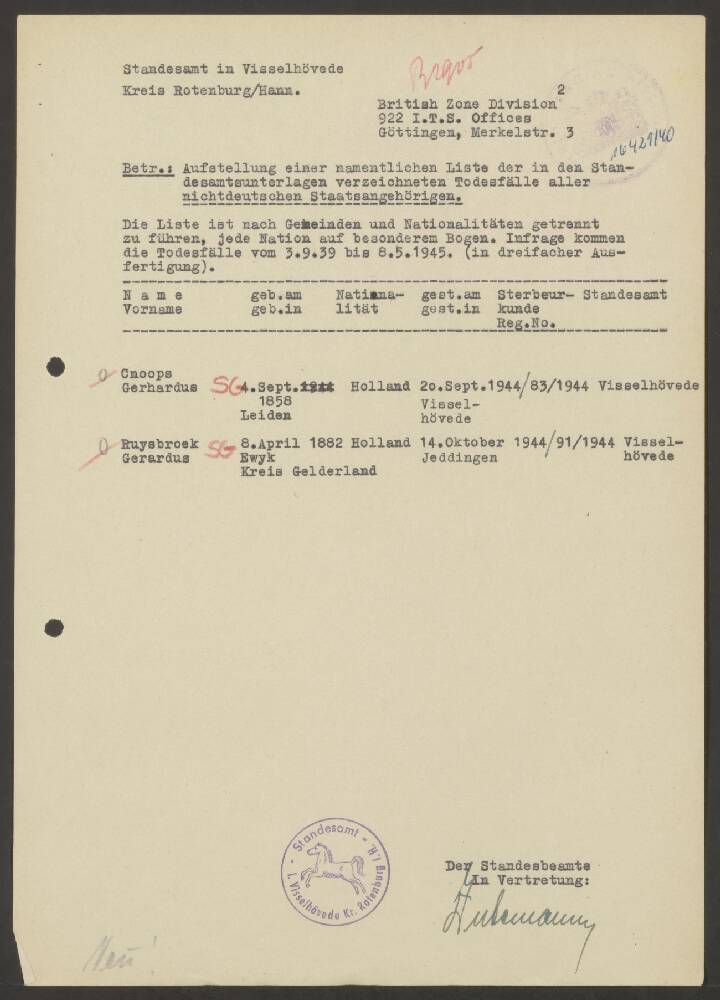 Standesamt in Visselhövede
Kreis Rotenburg/Hann.
2
British Zone Division
922 I.T.S. Offices
Göttingen, Merkelstr. 3
Betr.: Aufstellung einer namentlichen Liste der in den Stan-
desamtsunterlagen verzeichneten Todesfälle aller
nichtdeutschen Staatsangehörigen.
Die Liste ist nach Gemeinden und Nationalitäten getrennt
zu führen, jede Nation auf besonderem Bogen. Infrage kommen
die Todesfälle vom 3.9.39 bis 8.5.1945. (in dreifacher Aus-
fertigung).
N a m e geb.am Nationa- gest.am Sterbeur- Standesamt
Vorname geb.in lität gest.in kunde
Reg.No.
0 Cnoops
Gerhardus SG 4.Sept.1944 Holland 20.Sept.1944/83/1944 Visselhövede
1858 Vissel-
Leiden hövede
0 Ruysbroek SG 8.April 1882 Holland 14.Oktober 1944/91/1944 Vissel-
Gerardus Ewyk Jeddingen hövede
Kreis Gelderland
- Standesamt -
i. Visselhövede Kr. Rotenburg i. H.
Der Standesbeamte
In Vertretung:
Neu!